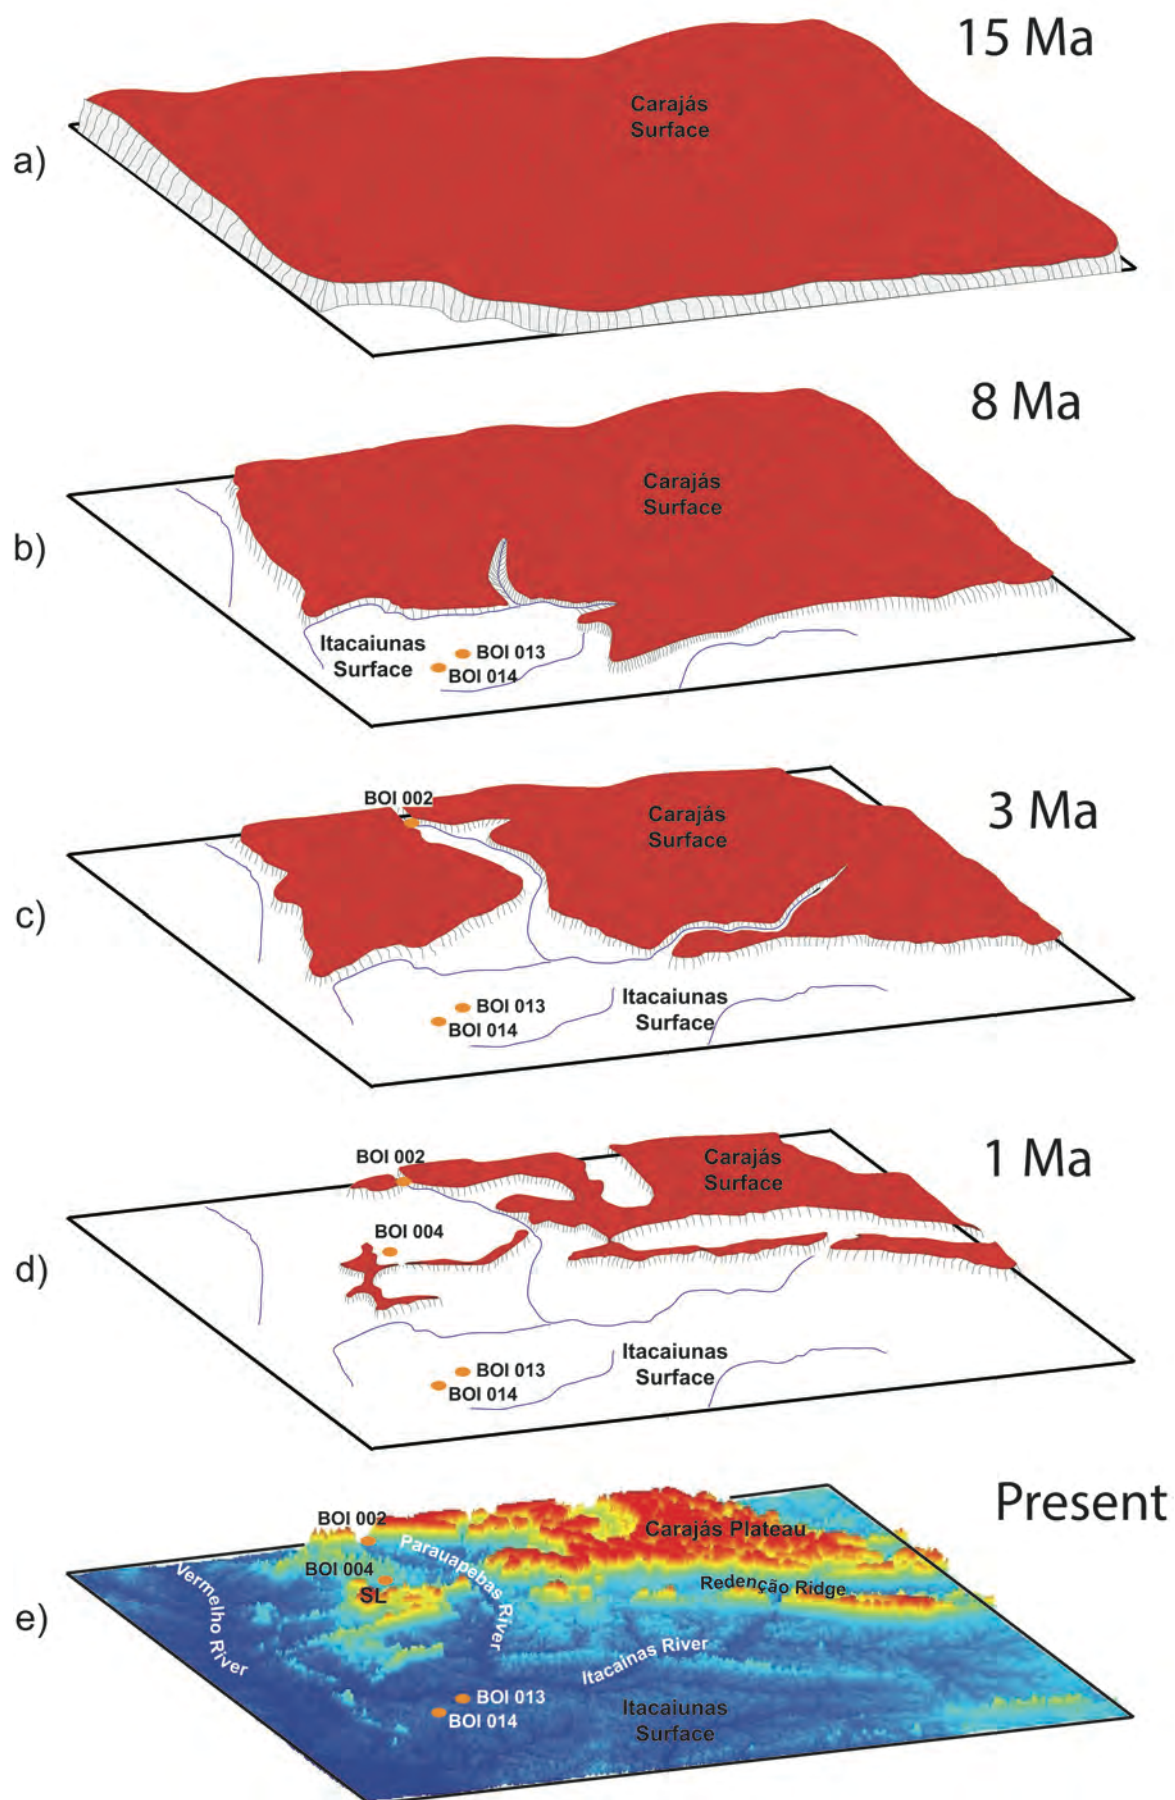 15 Ma
Carajás
Surface
a)
8 Ma
Carajás
Surface
b)
Itacaiunas
Surface
BOI 013
BOI 014
3 Ma
BOI 002
Carajás
Surface
c)
BOI 013
BOI 014
Itacaiunas
Surface
1 Ma
BOI 002
Carajás
Surface
BOI 004
d)
Itacaiunas
Surface
BOI 013
BOI 014
Present
BOI 002
Carajás Plateau
Parauapebas River
BOI 004
SL
Redenção Ridge
Vermelho River
e)
Itacainas River
BOI 013
BOI 014
Itacaiunas
Surface